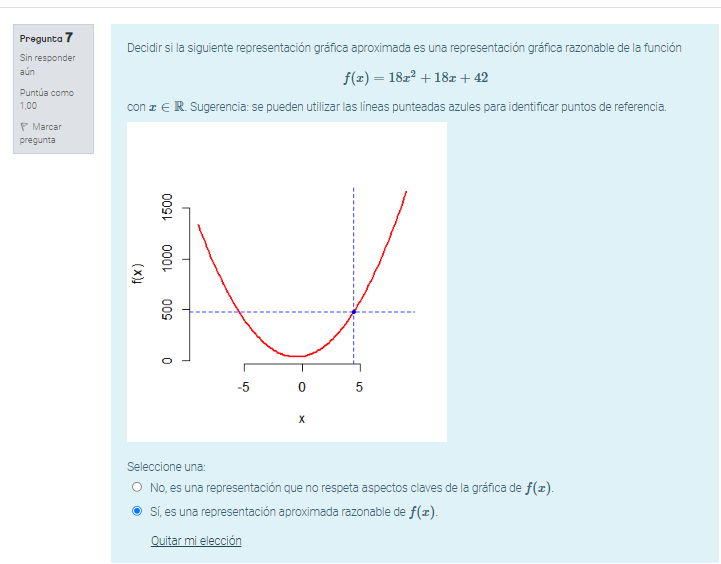 Pregunta 7
Sin responder
aún
Puntúa como
1,00
Marcar
pregunta
Decidir si la siguiente representación gráfica aproximada es una representación gráfica razonable de la función
f(x) = 18x² + 18x + 42
con x ∈ ℝ. Sugerencia: se pueden utilizar las líneas punteadas azules para identificar puntos de referencia.
1500
1000
500
0
f(x)
-5 0 5
x
Seleccione una:
No, es una representación que no respeta aspectos claves de la gráfica de f(x).
Sí, es una representación aproximada razonable de f(x).
Quitar mi elección